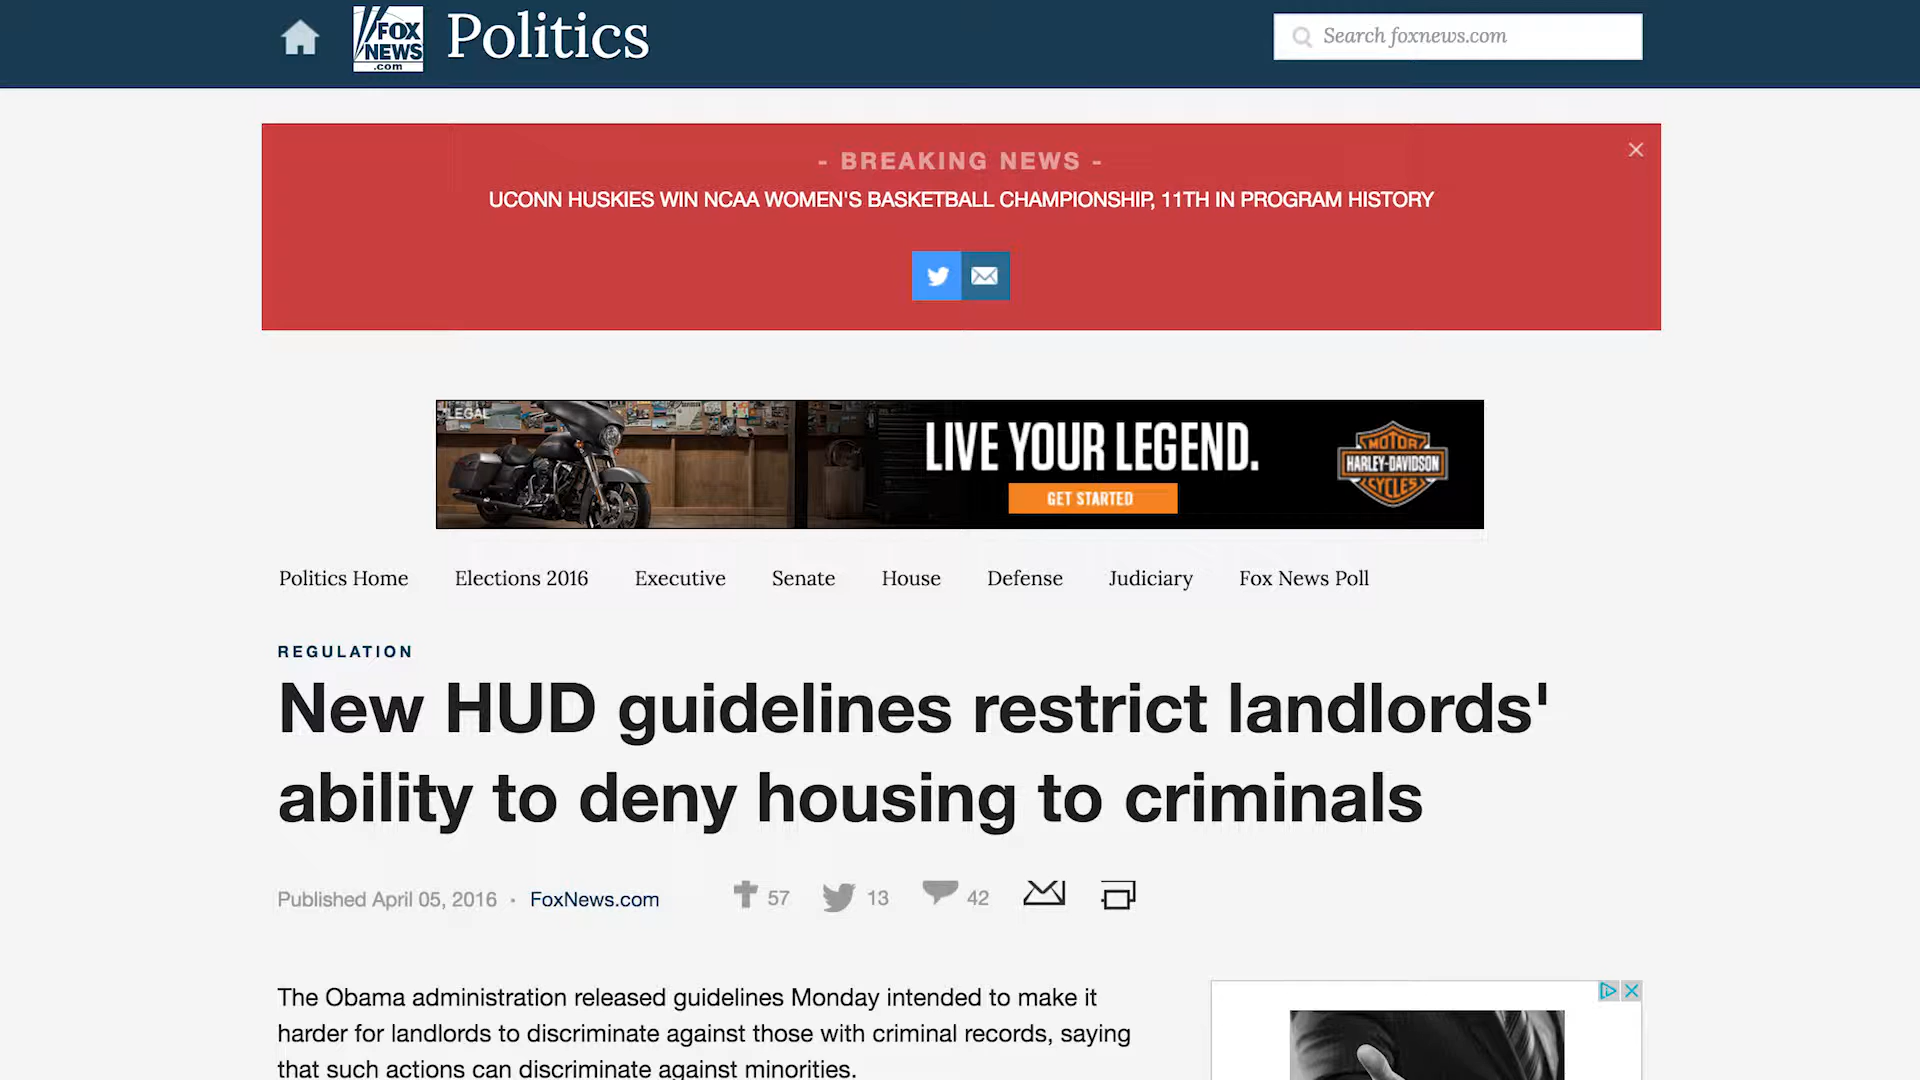 FOX
NEWS
.com
Politics
Search foxnews.com
- BREAKING NEWS -
UCONN HUSKIES WIN NCAA WOMEN'S BASKETBALL CHAMPIONSHIP, 11TH IN PROGRAM HISTORY
LEGAL
LIVE YOUR LEGEND.
GET STARTED
MOTOR
HARLEY-DAVIDSON
CYCLES
Politics Home Elections 2016 Executive Senate House Defense Judiciary Fox News Poll
REGULATION
New HUD guidelines restrict landlords'
ability to deny housing to criminals
Published April 05, 2016 · FoxNews.com 57 13 42
The Obama administration released guidelines Monday intended to make it
harder for landlords to discriminate against those with criminal records, saying
that such actions can discriminate against minorities.